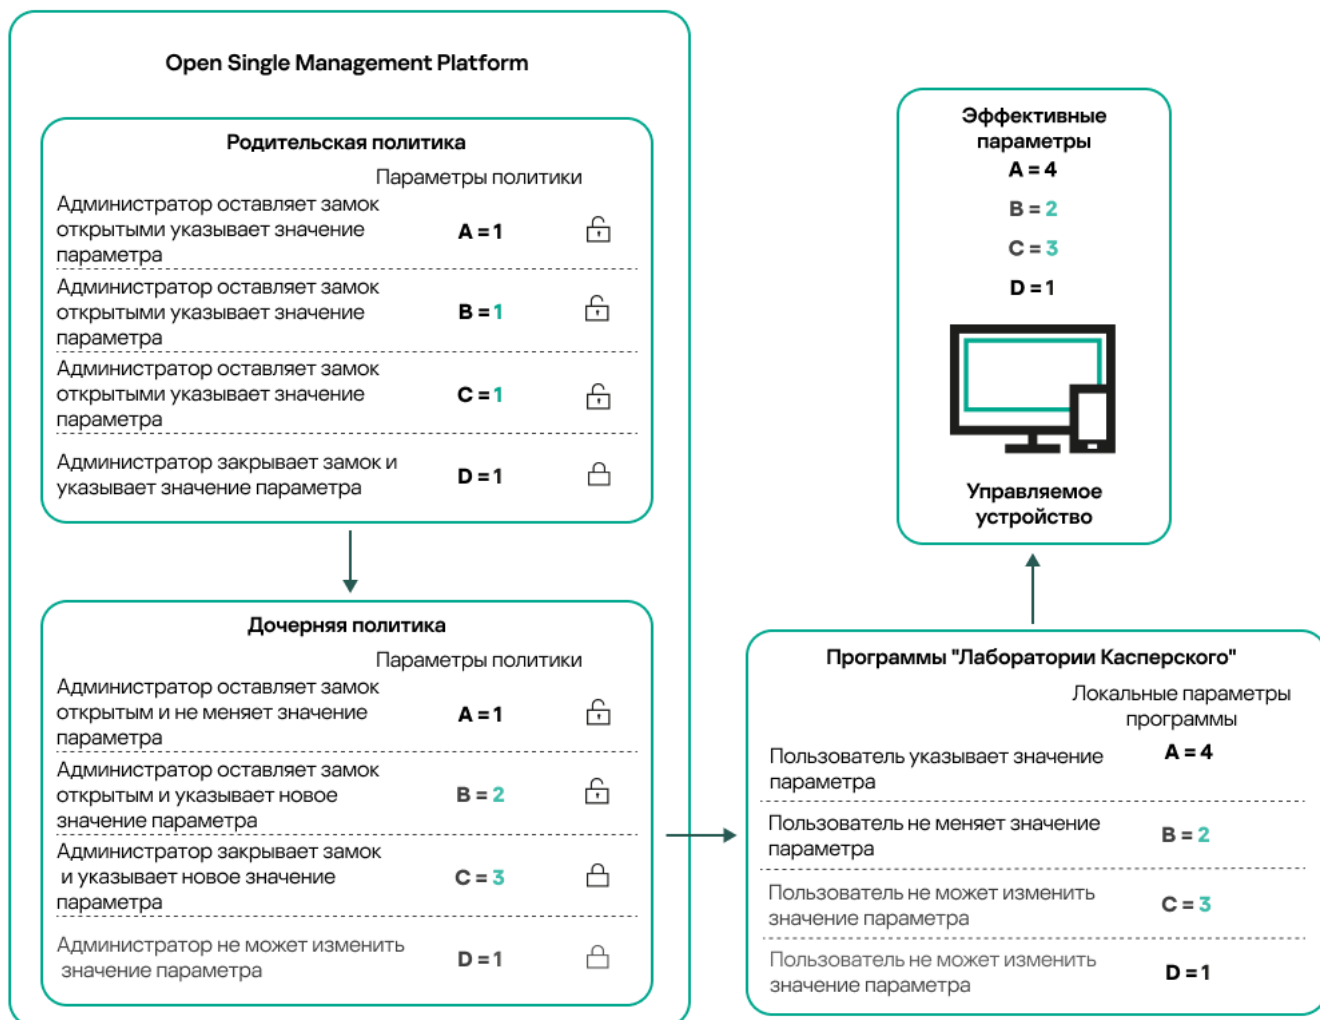 Open Single Management Platform
Родительская политика
Параметры политики
Администратор оставляет замок
открытыми указывает значение
параметра
A = 1
Администратор оставляет замок
открытыми указывает значение
параметра
B = 1
Администратор оставляет замок
открытыми указывает значение
параметра
C = 1
Администратор закрывает замок и
указывает значение параметра
D = 1
Дочерняя политика
Параметры политики
Администратор оставляет замок
открытым и не меняет значение
параметра
A = 1
Администратор оставляет замок
открытым и указывает новое
значение параметра
B = 2
Администратор закрывает замок
и указывает новое значение
параметра
C = 3
Администратор не может изменить
значение параметра
D = 1
Программы "Лаборатории Касперского"
Локальные параметры
программы
Пользователь указывает значение
параметра
A = 4
Пользователь не меняет значение
параметра
B = 2
Пользователь не может изменить
значение параметра
C = 3
Пользователь не может изменить
значение параметра
D = 1
Эффективные
параметры
A = 4
B = 2
C = 3
D = 1
Управляемое
устройство